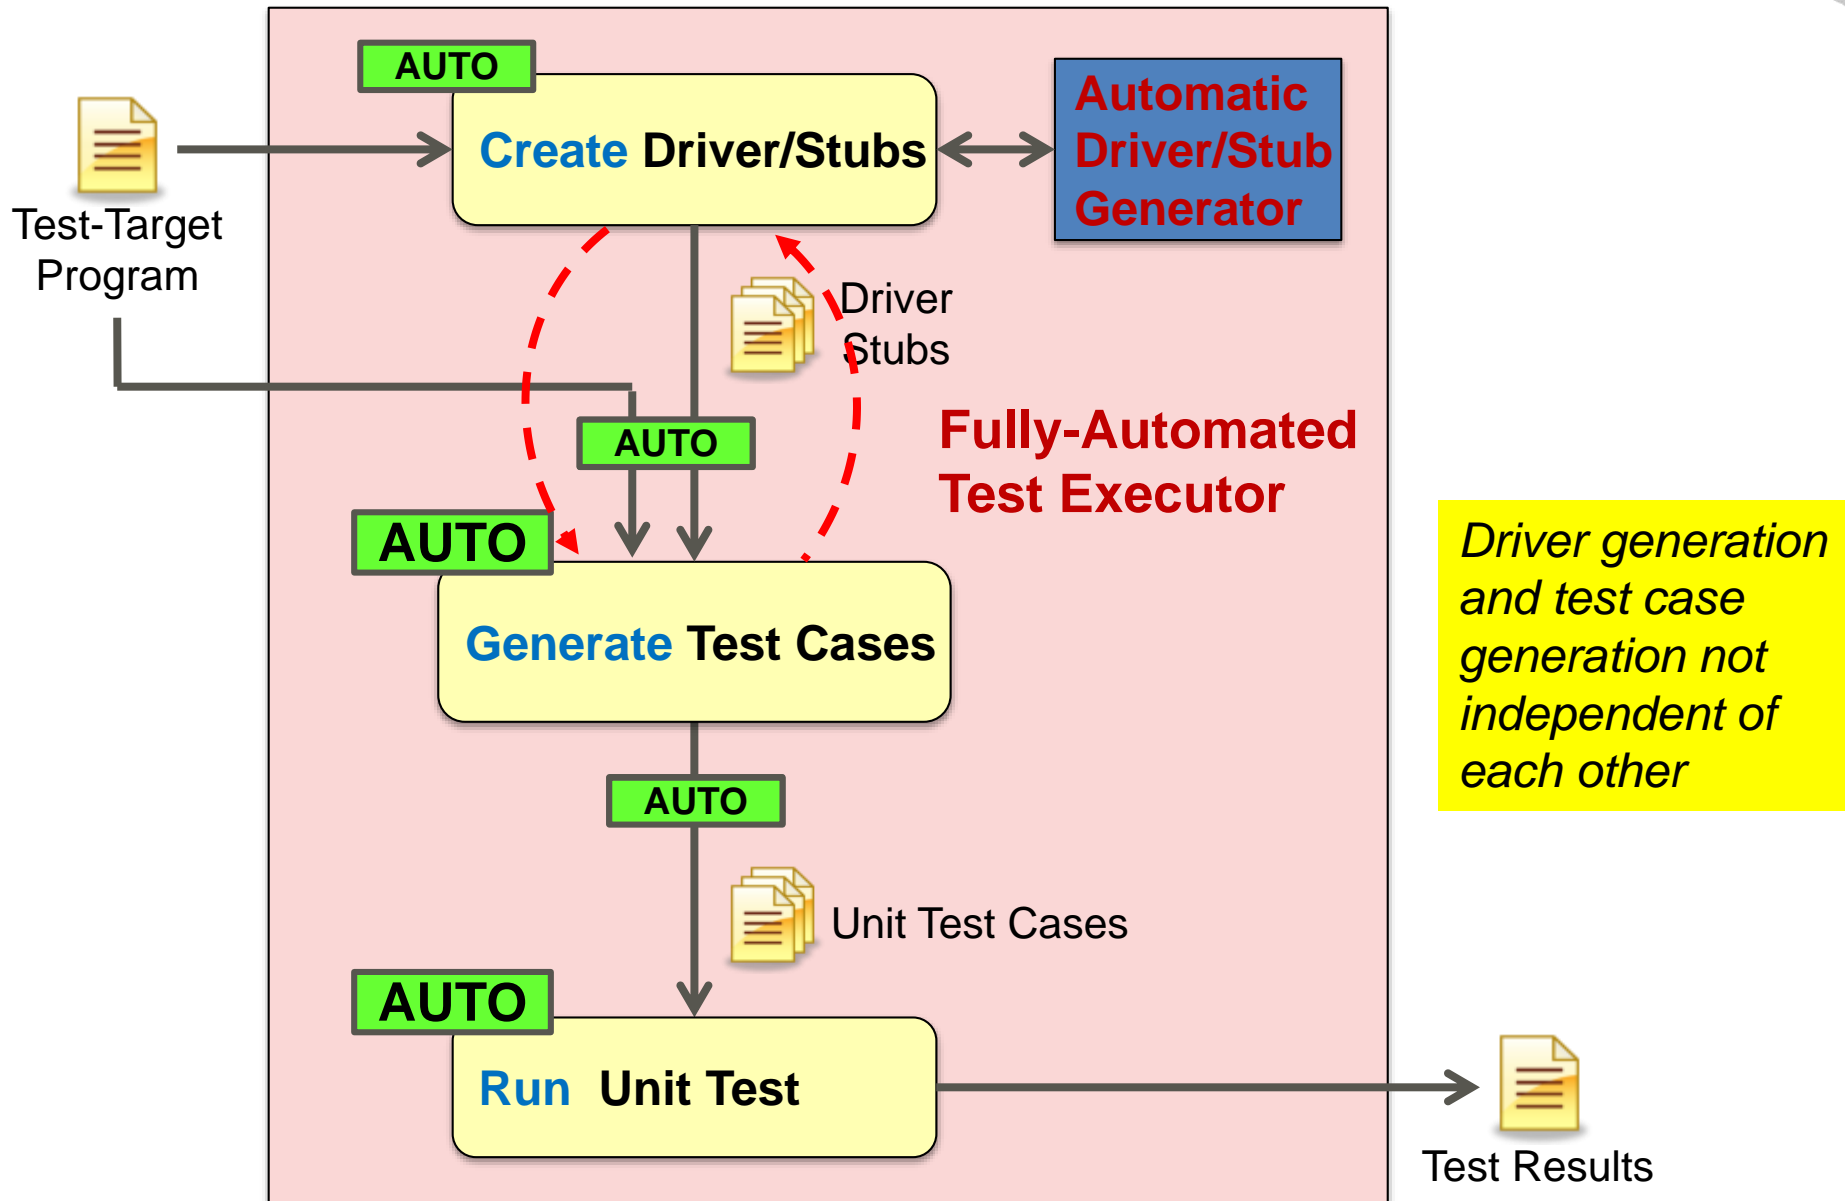 AUTO
Create Driver/Stubs
Automatic
Driver/Stub
Generator
Test-Target
Program
Driver
Stubs
AUTO
Fully-Automated
Test Executor
AUTO
Generate Test Cases
Driver generation
and test case
generation not
independent of
each other
AUTO
Unit Test Cases
AUTO
Run Unit Test
Test Results